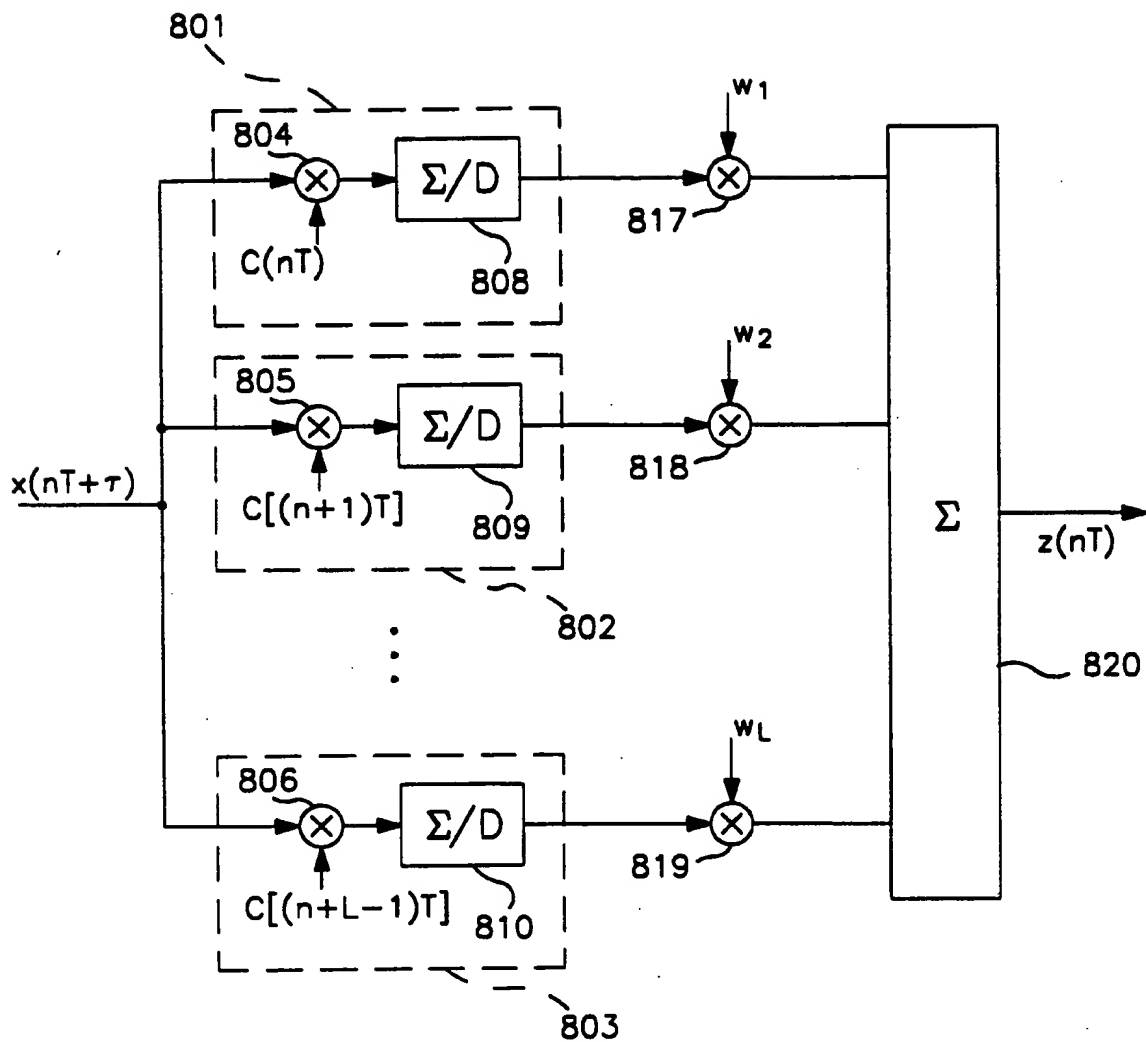 801
804
Σ/D
w1
817
C(nT)
808
805
Σ/D
w2
818
x(nT+τ)
C[(n+1)T]
809
Σ
z(nT)
802
820
806
Σ/D
wL
819
C[(n+L-1)T]
810
803